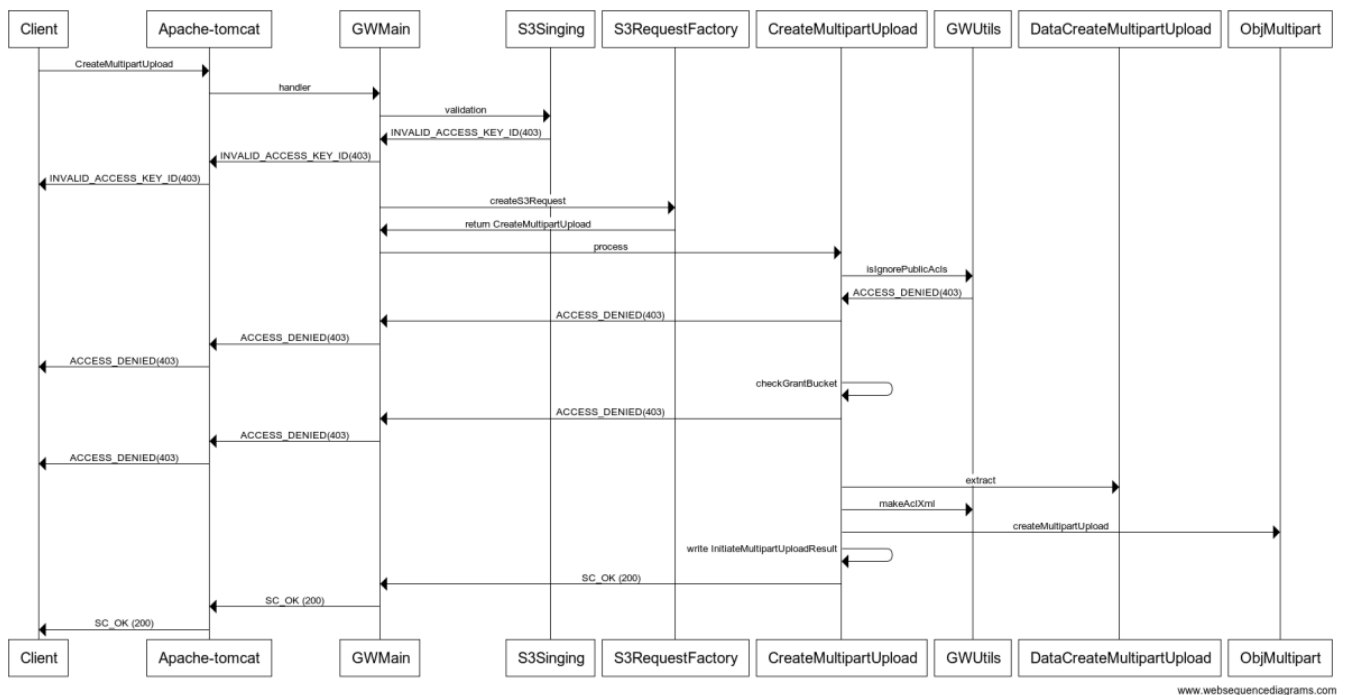 Client Apache-tomcat GWMain S3Singing S3RequestFactory CreateMultipartUpload GWUtils DataCreateMultipartUpload ObjMultipart
CreateMultipartUpload
handler
validation
INVALID_ACCESS_KEY_ID(403)
INVALID_ACCESS_KEY_ID(403)
INVALID_ACCESS_KEY_ID(403)
createS3Request
return CreateMultipartUpload
process
isIgnorePublicAcls
ACCESS_DENIED(403)
ACCESS_DENIED(403)
ACCESS_DENIED(403)
ACCESS_DENIED(403)
checkGrantBucket
ACCESS_DENIED(403)
ACCESS_DENIED(403)
ACCESS_DENIED(403)
extract
makeAclXml
createMultipartUpload
write InitiateMultipartUploadResult
SC_OK (200)
SC_OK (200)
SC_OK (200)
Client Apache-tomcat GWMain S3Singing S3RequestFactory CreateMultipartUpload GWUtils DataCreateMultipartUpload ObjMultipart
www.websequencediagrams.com